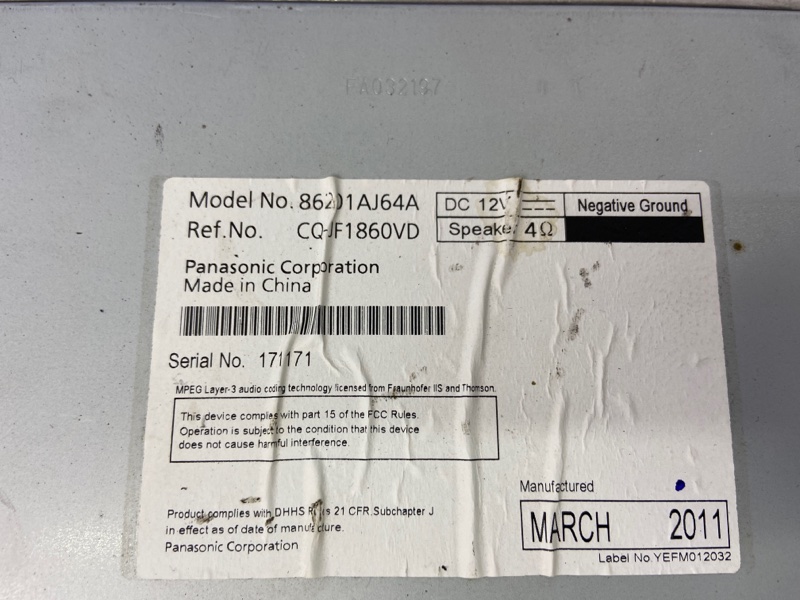 FA032197
Model No. 86201AJ64A
Ref.No. CQ-JF1860VD
DC 12V
Negative Ground
Speaker 4Ω
Panasonic Corporation
Made in China
Serial No. 171171
MPEG Layer-3 audio coding technology licensed from Fraunhofer IIS and Thomson.
This device complies with part 15 of the FCC Rules.
Operation is subject to the condition that this device
does not cause harmful interference.
Product complies with DHHS Rules 21 CFR.Subchapter J
in effect as of date of manufacture.
Panasonic Corporation
Manufactured
MARCH 2011
Label No.YEFM012032